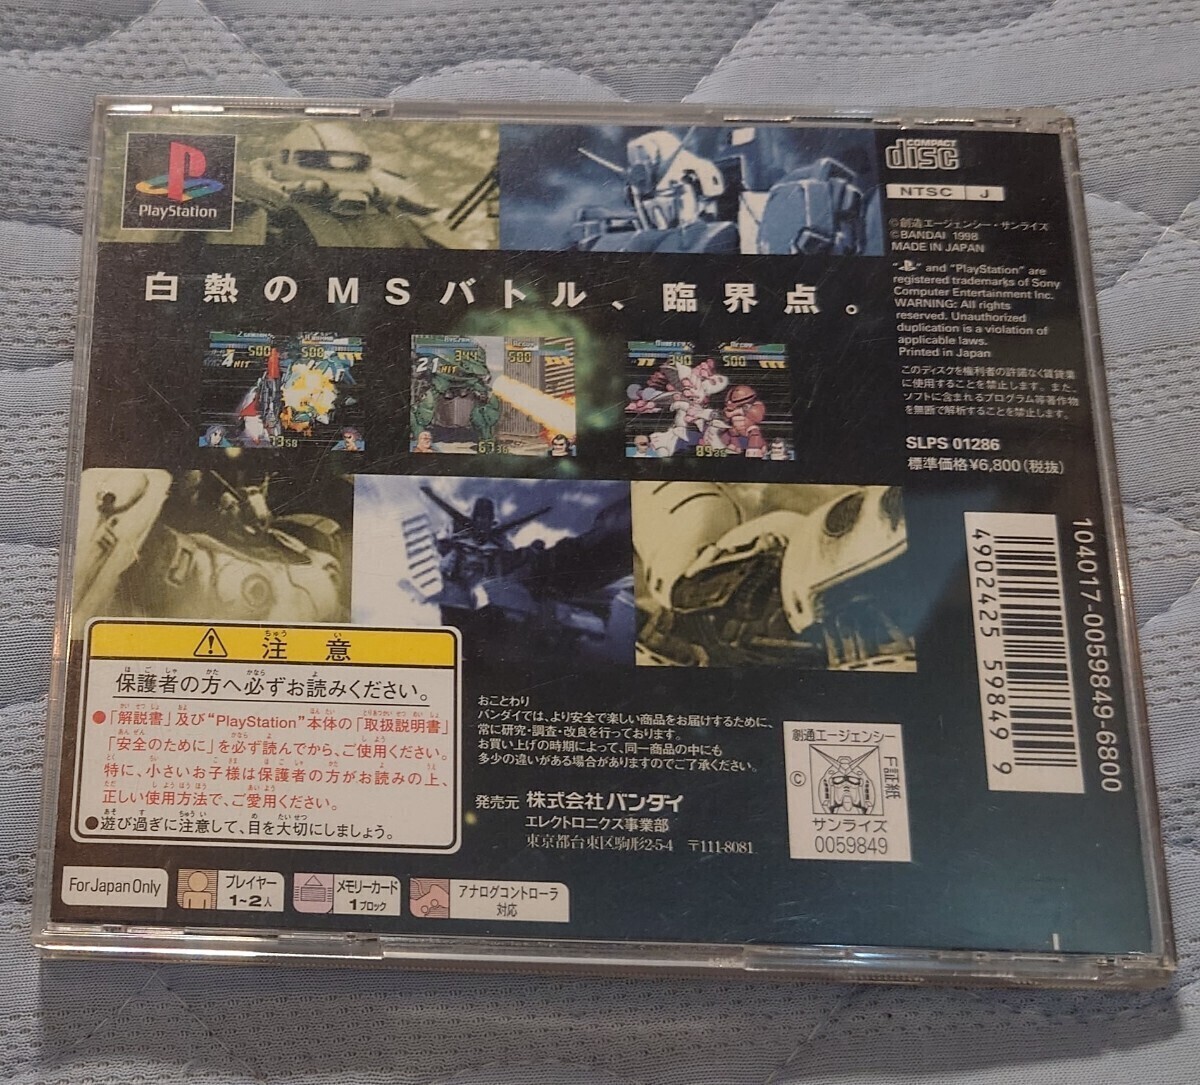 PlayStation
COMPACT
disc
NTSC J
©創造エージェンシー・サンライズ
©BANDAI 1998
MADE IN JAPAN
白熱のMSバトル、臨界点。
" " and "PlayStation" are
registered trademarks of Sony
Computer Entertainment Inc.
WARNING: All rights
reserved. Unauthorized
duplication is a violation of
applicable laws.
Printed in Japan
このディスクを権利者の許諾なく賃貸業
に使用することを禁止します。また、
ソフトに含まれるプログラム等著作物
を無断で解析することを禁止します。
SLPS 01286
標準価格¥6,800(税抜)
500 500
4 HIT
344 500
21 HIT
340 500
4902425 59849 9
104017-0059849-6800
注意
ちゅう い
保護者の方へ必ずお読みください。
●「解説書」及び"PlayStation"本体の「取扱説明書」
「安全のために」を必ず読んでから、ご使用ください。
特に、小さいお子様は保護者の方がお読みの上、
正しい使用方法で、ご愛用ください。
●遊び過ぎに注意して、目を大切にしましょう。
おことわり
バンダイでは、より安全で楽しい商品をお届けするために、
常に研究・調査・改良を行っております。
お買い上げの時期によって、同一商品の中にも
多少の違いがある場合がありますのでご了承ください。
発売元 株式会社バンダイ
エレクトロニクス事業部
東京都台東区駒形2-5-4 〒111-8081
創通エージェンシー
©
F証紙
サンライズ
0059849
For Japan Only
プレイヤー
1~2人
メモリーカード
1ブロック
アナログコントローラ
対応